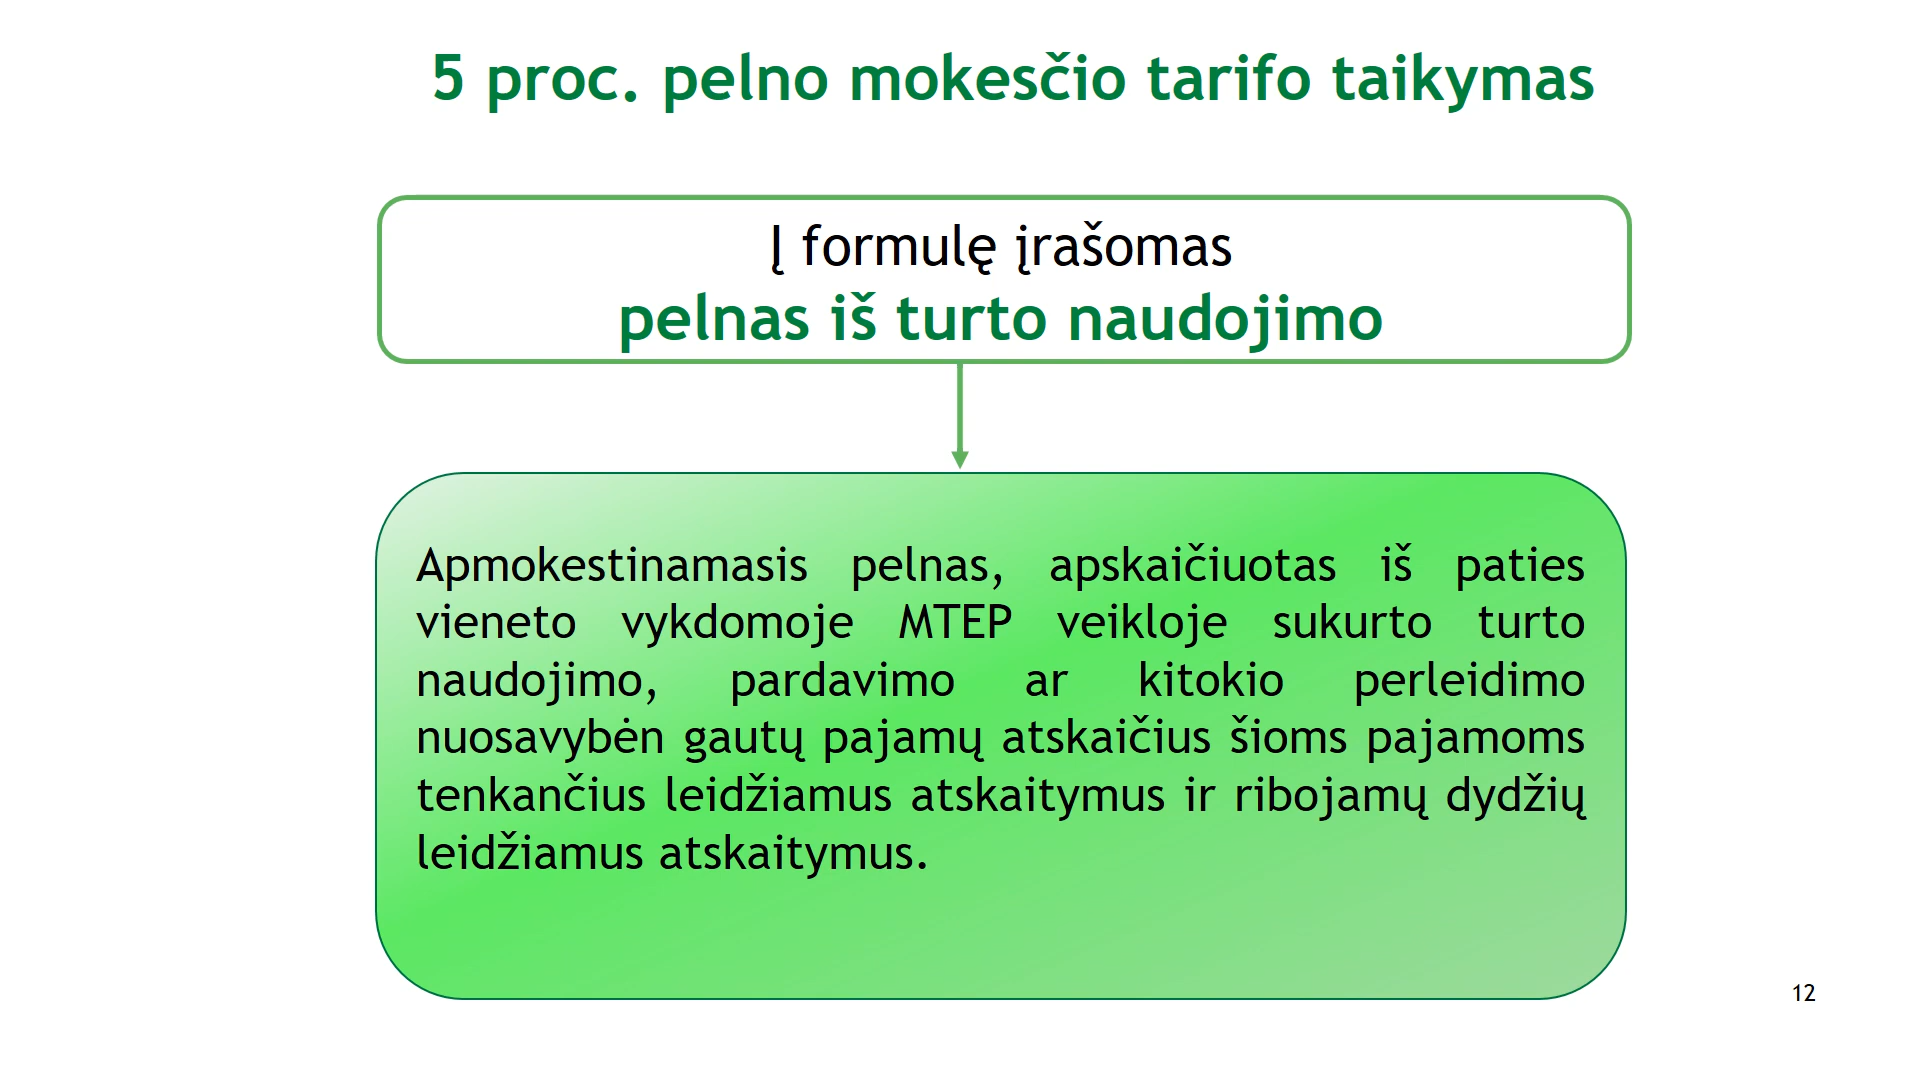 5 proc. pelno mokesčio tarifo taikymas
Į formulę įrašomas
pelnas iš turto naudojimo
Apmokestinamasis pelnas, apskaičiuotas iš paties
vieneto vykdomoje MTEP veikloje sukurto turto
naudojimo, pardavimo ar kitokio perleidimo
nuosavybėn gautų pajamų atskaičius šioms pajamoms
tenkančius leidžiamus atskaitymus ir ribojamų dydžių
leidžiamus atskaitymus.
12